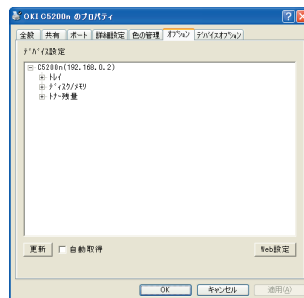 OKI C5200n のプロパティ
全般 共有 ポート 詳細設定 色の管理 オプション デバイスオプション
デバイス設定
C5200n(192.168.0.2)
トレイ
ディスク/メモリ
トナー残量
更新 自動取得 Web設定
OK キャンセル 適用(A)